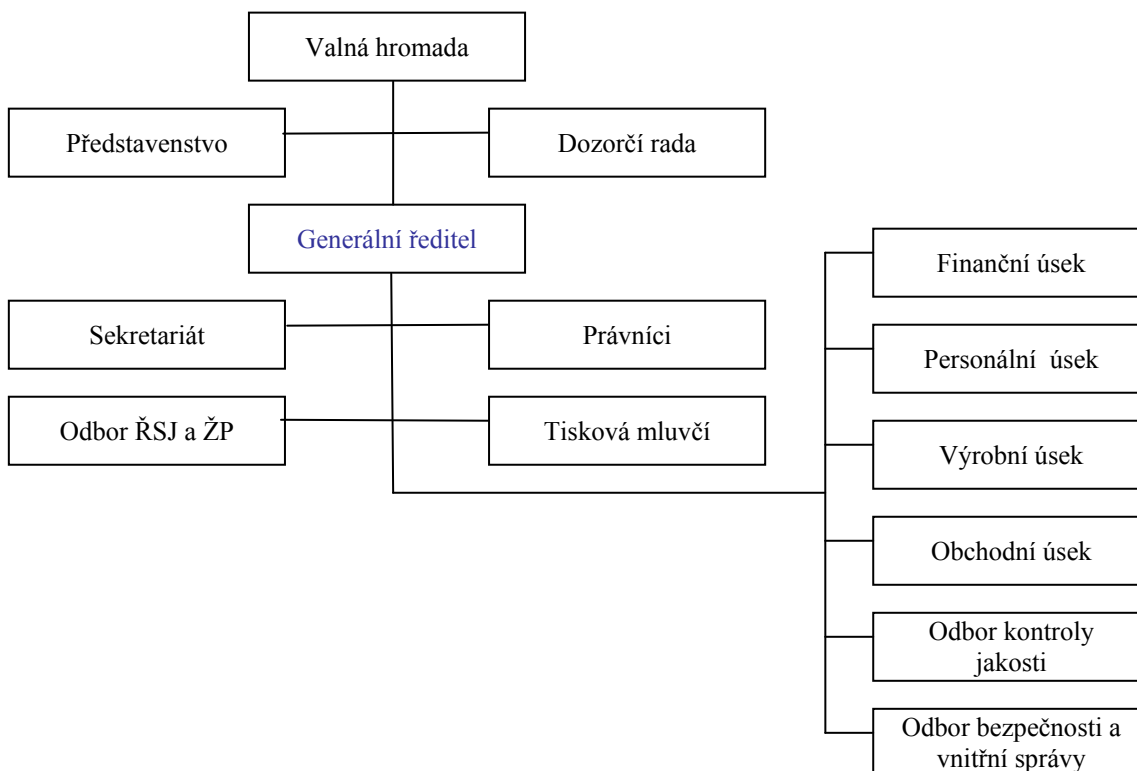 Valná hromada
Představenstvo
Dozorčí rada
Generální ředitel
Sekretariát
Právníci
Odbor ŘSJ a ŽP
Tisková mluvčí
Finanční úsek
Personální  úsek
Výrobní úsek
Obchodní úsek
Odbor kontroly
jakosti
Odbor bezpečnosti a
vnitřní správy